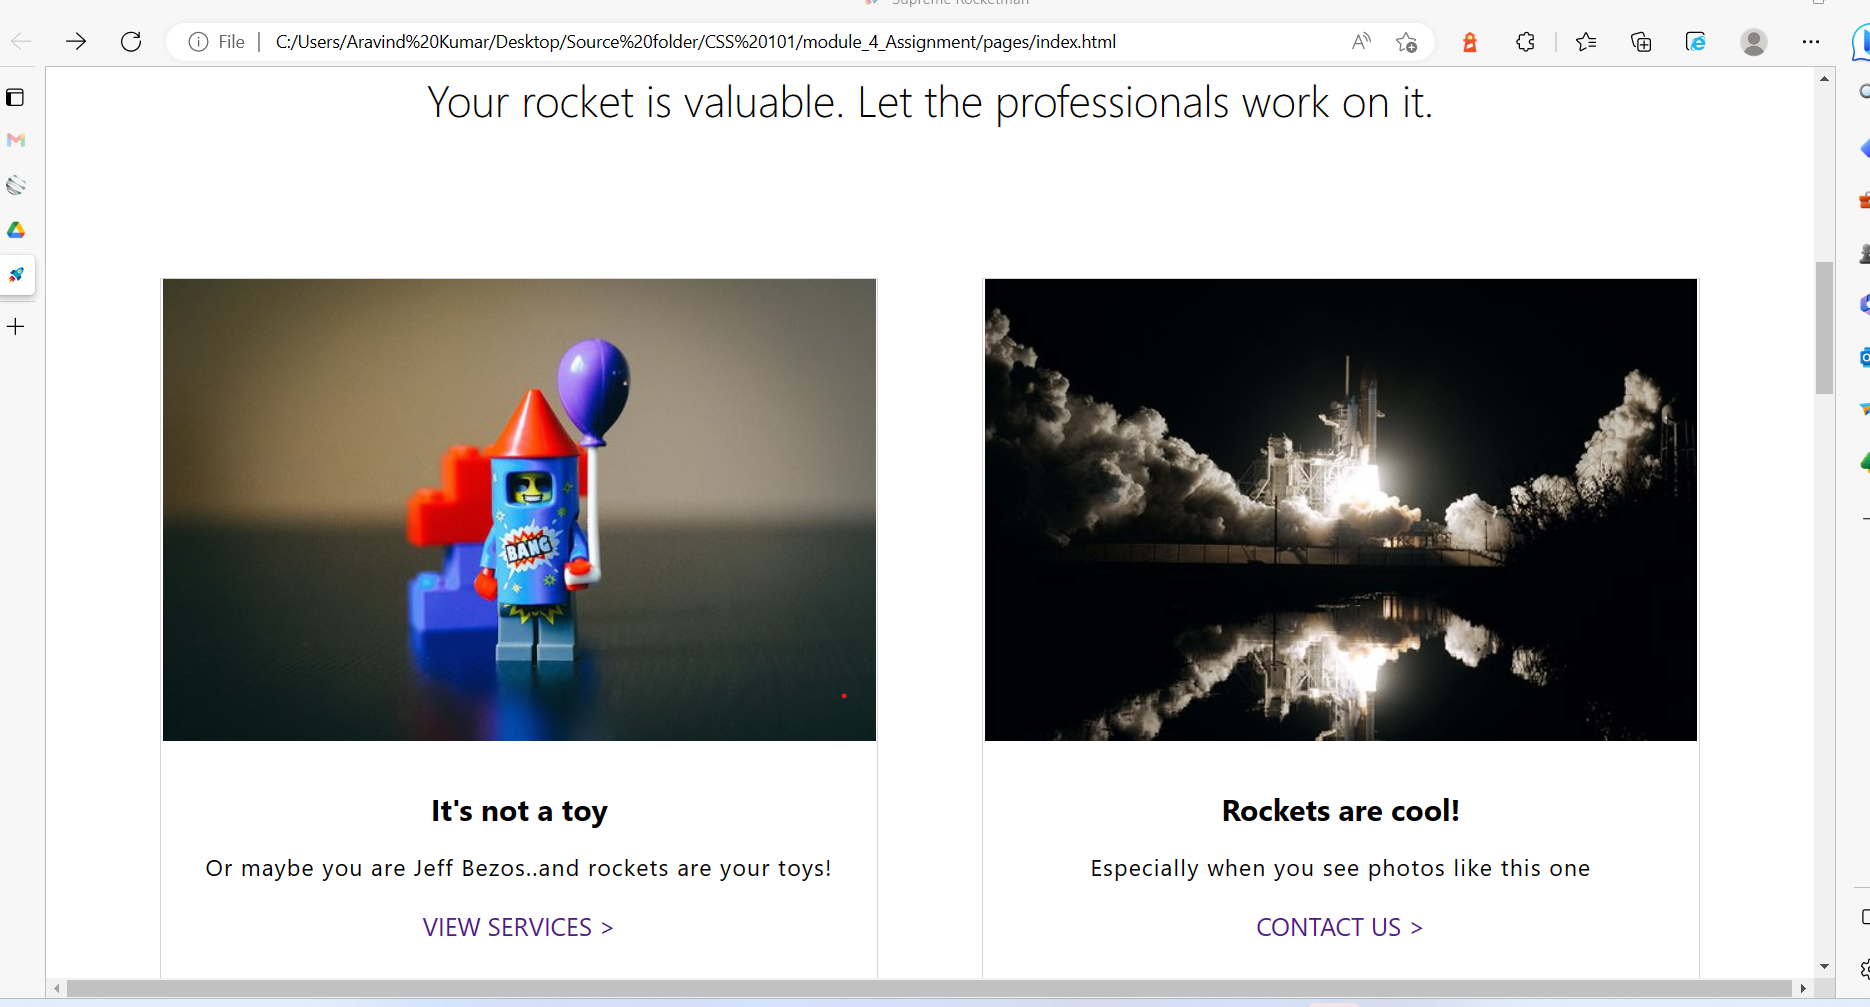 Supreme Rocketman
File
C:/Users/Aravind%20Kumar/Desktop/Source%20folder/CSS%20101/module_4_Assignment/pages/index.html
Your rocket is valuable. Let the professionals work on it.
BANG
It's not a toy
Or maybe you are Jeff Bezos..and rockets are your toys!
VIEW SERVICES >
Rockets are cool!
Especially when you see photos like this one
CONTACT US >